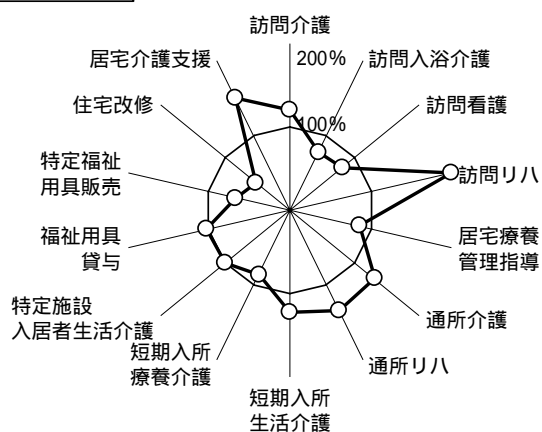 訪問介護
200%
100%
訪問入浴介護
訪問看護
訪問リハ
居宅療養
管理指導
通所介護
通所リハ
短期入所
生活介護
短期入所
療養介護
特定施設
入居者生活介護
福祉用具
貸与
特定福祉
用具販売
住宅改修
居宅介護支援